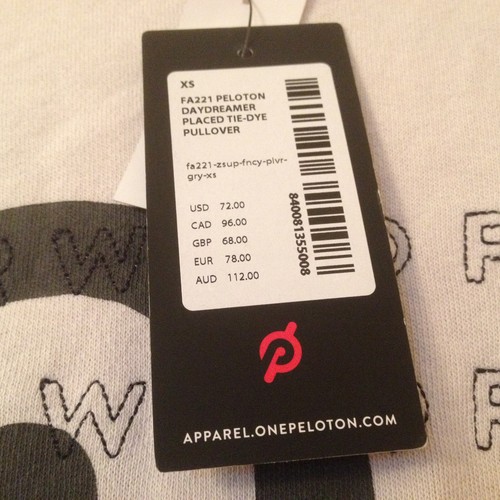 XS
FA221 PELOTON
DAYDREAMER
PLACED TIE-DYE
PULLOVER
fa221-zsup-fncy-plvr-
gry-xs
USD 72.00
CAD 96.00
GBP 68.00
EUR 78.00
AUD 112.00
840081355008
APPAREL.ONEPELOTON.COM
W
W